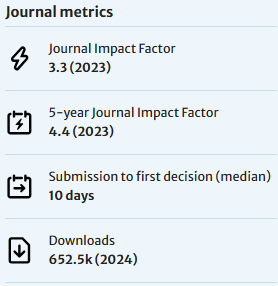 Journal metrics
Journal Impact Factor
3.3 (2023)
5-year Journal Impact Factor
4.4 (2023)
Submission to first decision (median)
10 days
Downloads
652.5k (2024)